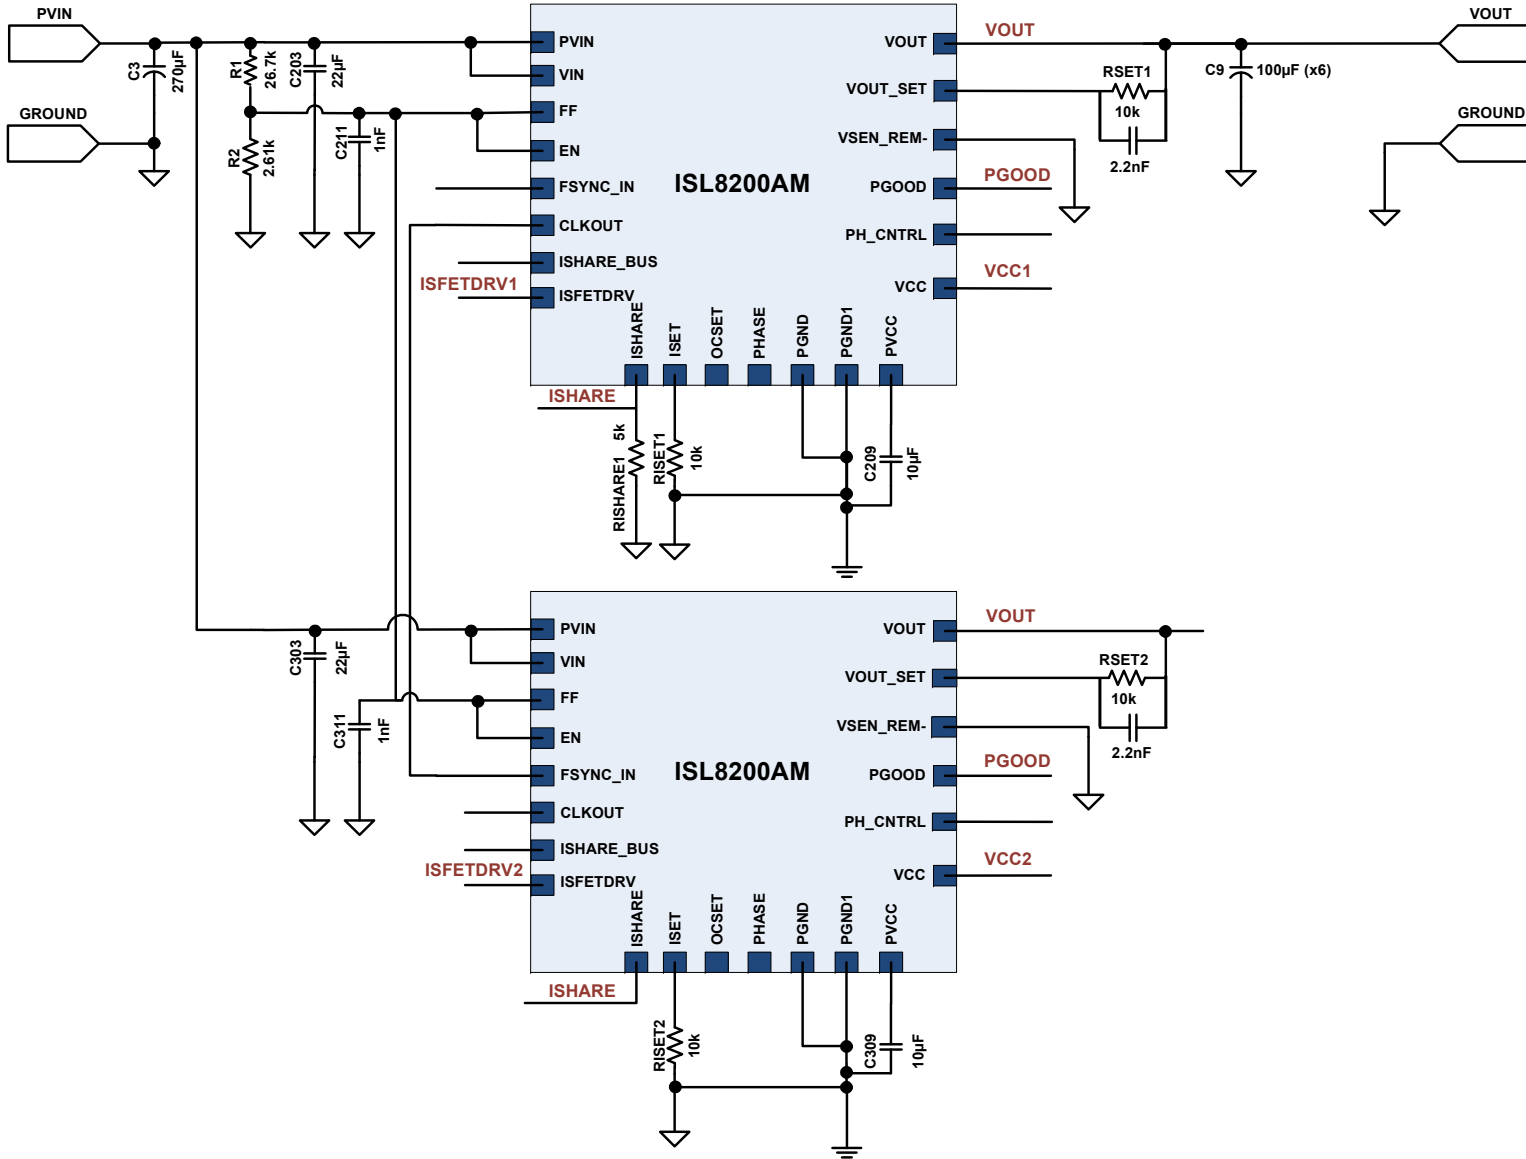 PVIN
GROUND
C3
270µF
R1
26.7k
C203
22µF
R2
2.61k
C211
1nF
PVIN
VIN
FF
EN
FSYNC_IN
CLKOUT
ISHARE_BUS
ISFETDRV
ISFETDRV1
ISL8200AM
VOUT
VOUT_SET
VSEN_REM-
PGOOD
PH_CNTRL
VCC
VOUT
PGOOD
VCC1
RSET1
10k
2.2nF
C9 100µF (x6)
VOUT
GROUND
ISHARE
ISET
OCSET
PHASE
PGND
PGND1
PVCC
ISHARE
RISHARE1
5k
RISET1
10k
C209
10µF
C303
22µF
C311
1nF
PVIN
VIN
FF
EN
FSYNC_IN
CLKOUT
ISHARE_BUS
ISFETDRV
ISFETDRV2
ISL8200AM
VOUT
VOUT_SET
VSEN_REM-
PGOOD
PH_CNTRL
VCC
VOUT
PGOOD
VCC2
RSET2
10k
2.2nF
ISHARE
ISET
OCSET
PHASE
PGND
PGND1
PVCC
ISHARE
RISET2
10k
C309
10µF